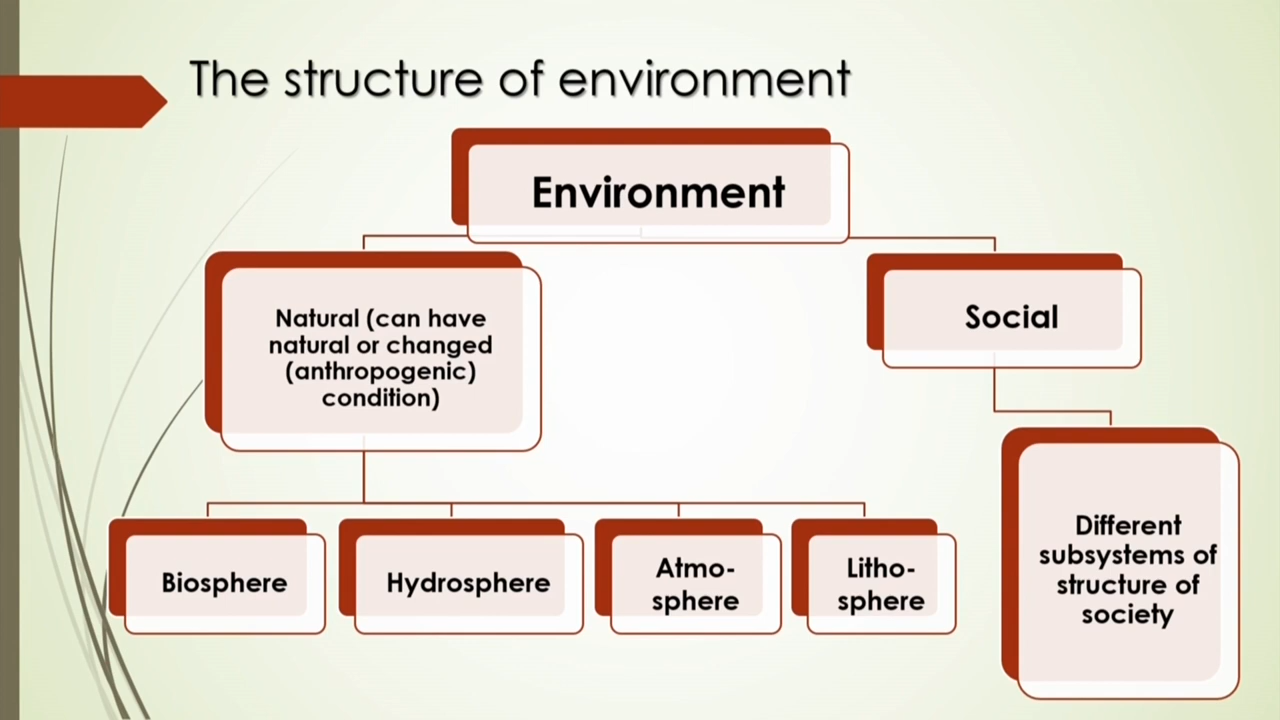 The structure of environment
Environment
Natural (can have
natural or changed
(anthropogenic)
condition)
Social
Biosphere
Hydrosphere
Atmo-
sphere
Litho-
sphere
Different
subsystems of
structure of
society